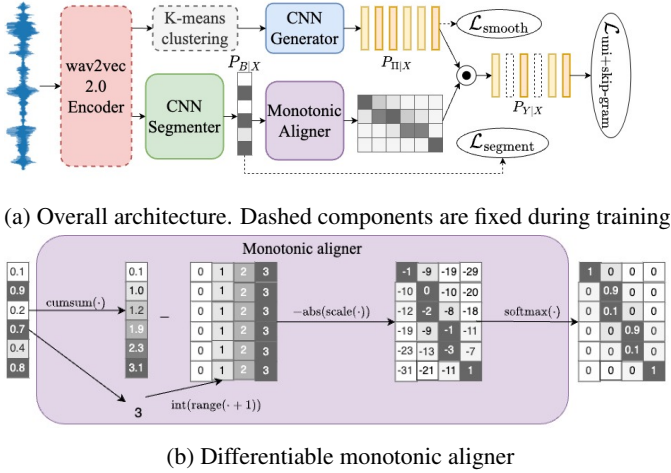 wav2vec
2.0
Encoder
K-means
clustering
CNN
Generator
P_{Π|X}
ℒ_smooth
CNN
Segmenter
P_{B|X}
Monotonic
Aligner
P_{Y|X}
ℒ_segment
ℒ_uni+skip-gram
(a) Overall architecture. Dashed components are fixed during training
Monotonic aligner
0.1
0.9
0.2
0.7
0.4
0.8
cumsum(·)
0.1
1.0
1.2
1.9
2.3
3.1
−
3
int(range(· + 1))
0 1 2 3
0 1 2 3
0 1 2 3
0 1 2 3
0 1 2 3
0 1 2 3
−abs(scale(·))
-1 -9 -19 -29
-10 0 -10 -20
-12 -2 -8 -18
-19 -9 -1 -11
-23 -13 -3 -7
-31 -21 -11 1
softmax(·)
1 0 0 0
0 0.9 0 0
0 0.1 0 0
0 0 0.9 0
0 0 0.1 0
0 0 0 1
(b) Differentiable monotonic aligner